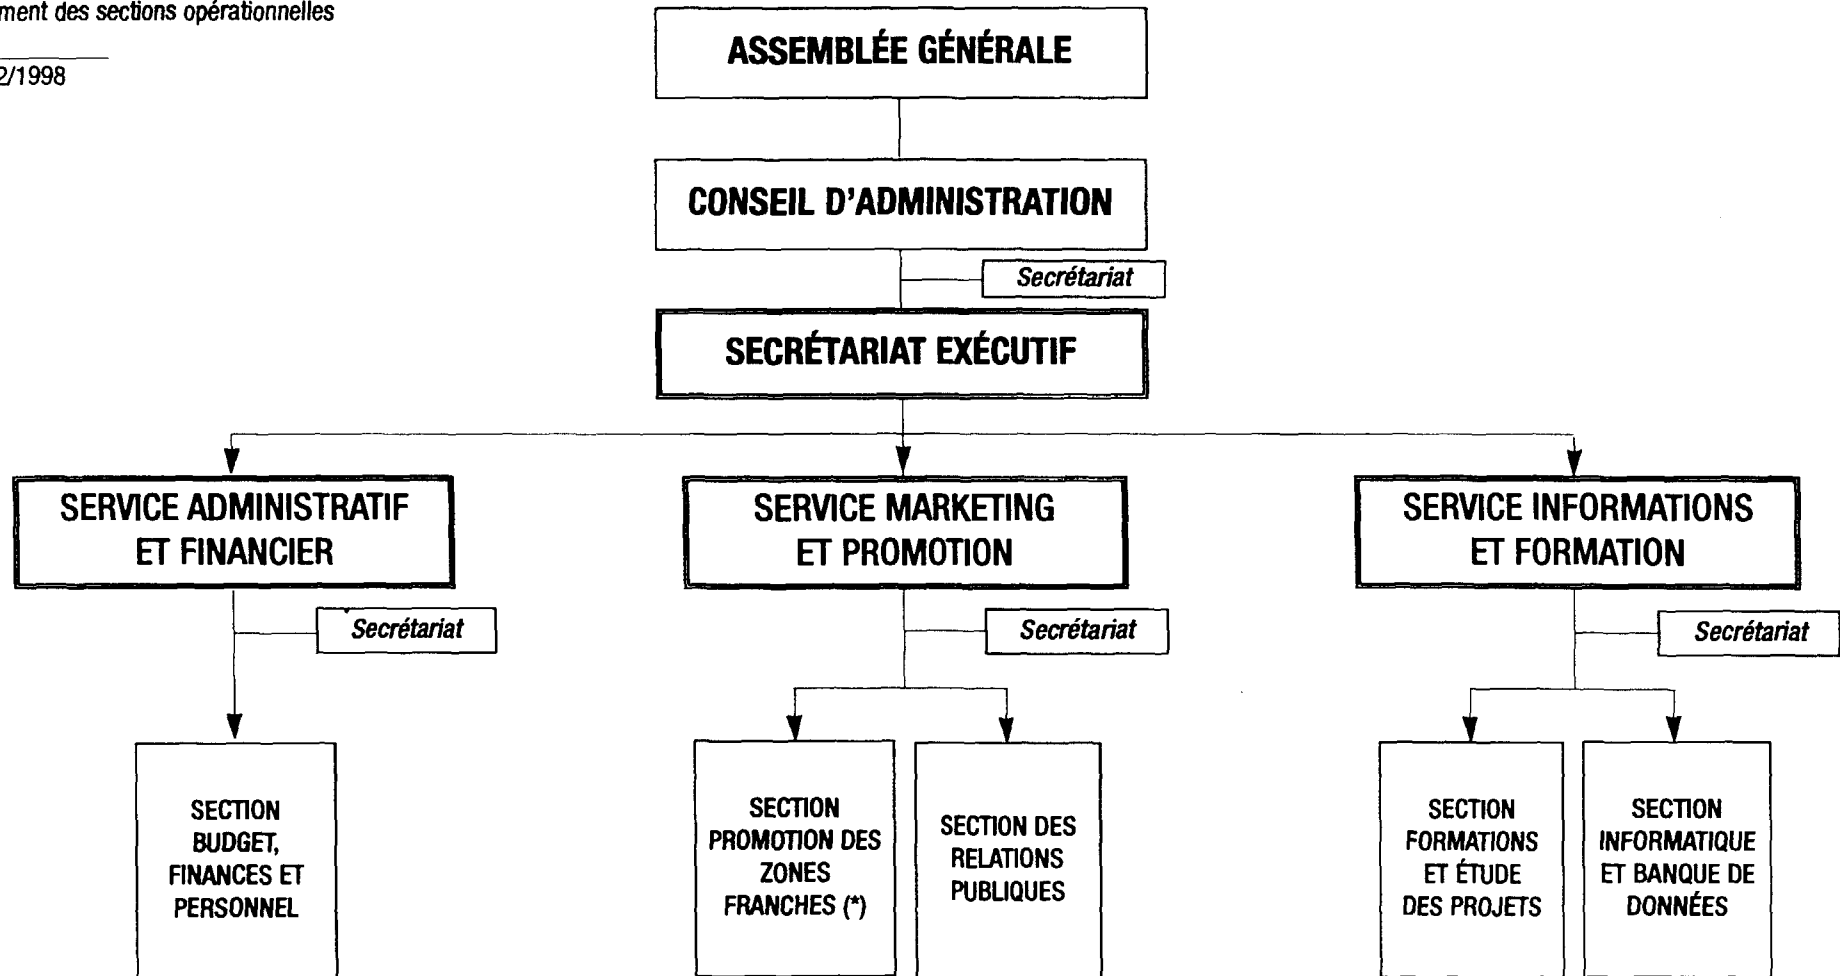 des sections opérationnelles
2/1998
ASSEMBLÉE GÉNÉRALE
CONSEIL D'ADMINISTRATION
Secrétariat
SECRÉTARIAT EXÉCUTIF
SERVICE ADMINISTRATIF
ET FINANCIER
SERVICE MARKETING
ET PROMOTION
SERVICE INFORMATIONS
ET FORMATION
Secrétariat
Secrétariat
Secrétariat
SECTION
BUDGET,
FINANCES ET
PERSONNEL
SECTION
PROMOTION DES
ZONES
FRANCHES (*)
SECTION DES
RELATIONS
PUBLIQUES
SECTION
FORMATIONS
ET ÉTUDE
DES PROJETS
SECTION
INFORMATIQUE
ET BANQUE DE
DONNÉES